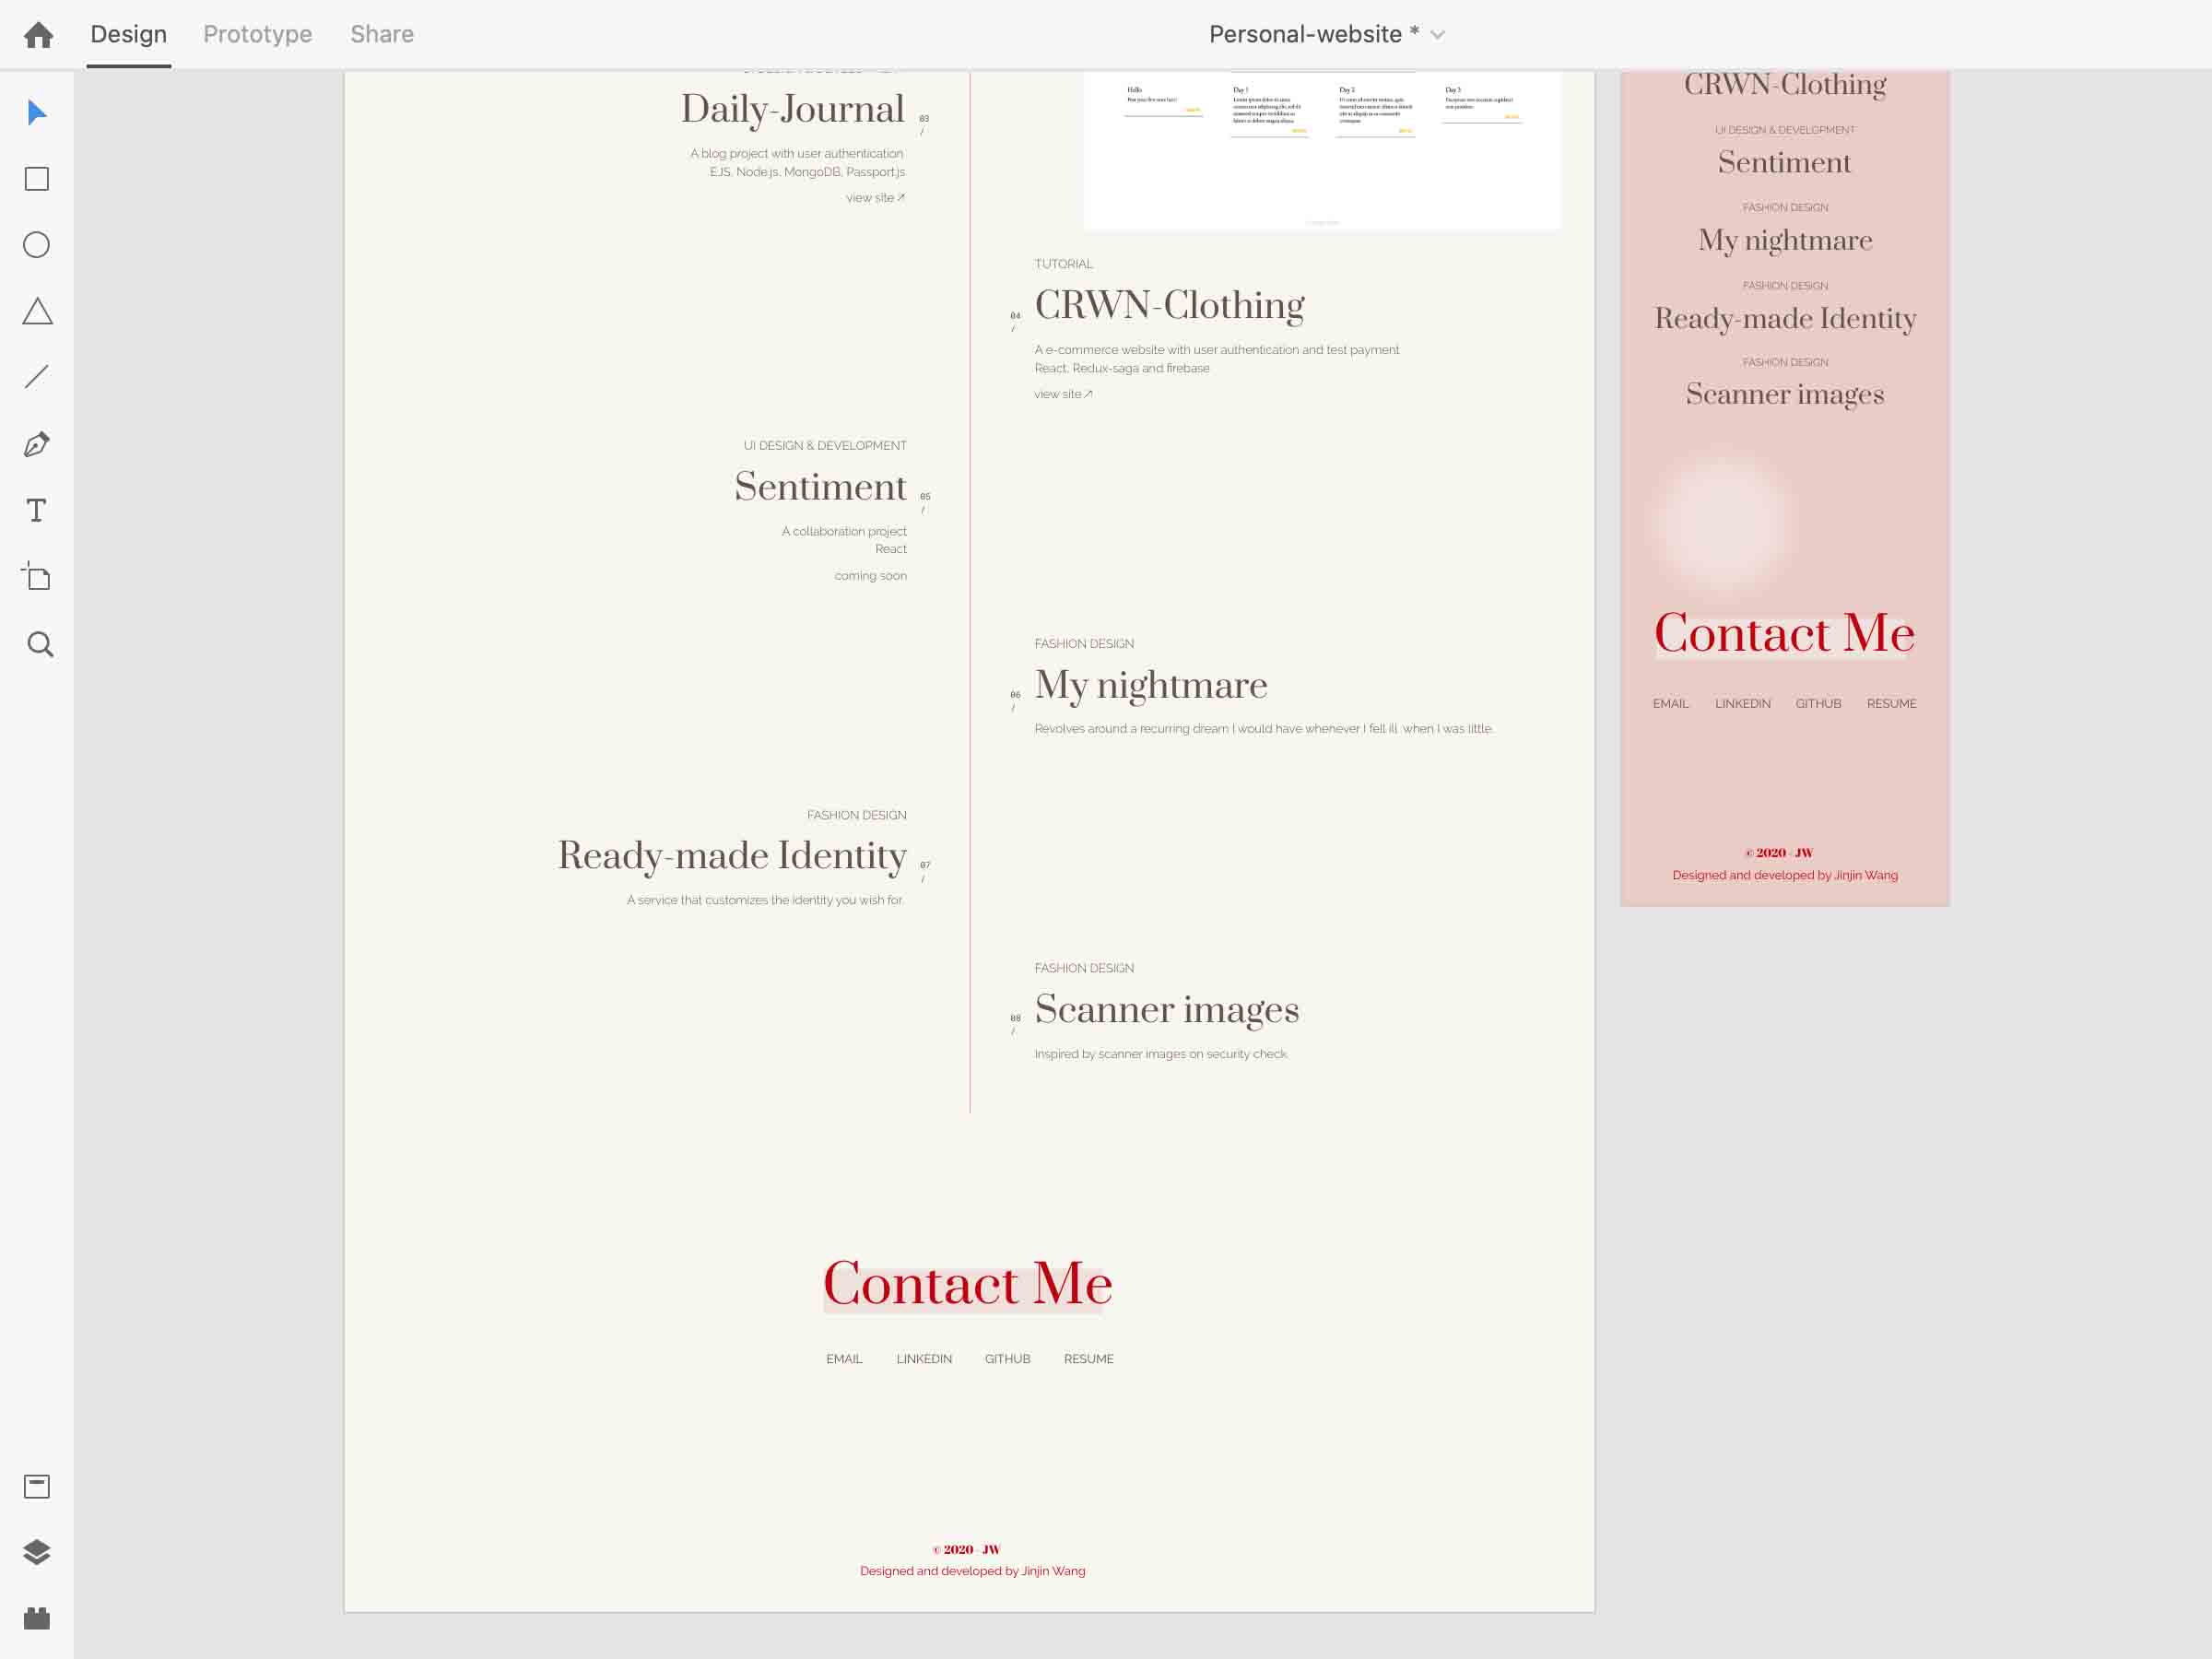 Design Prototype Share
Personal-website *
Daily-Journal
03
/
A blog project with user authentication
EJS, Node.js, MongoDB, Passport.js
view site ↗
Hello
Day 1
Day 2
Day 3
TUTORIAL
CRWN-Clothing
04
/
A e-commerce website with user authentication and test payment
React, Redux-saga and firebase
view site ↗
UI DESIGN & DEVELOPMENT
Sentiment
05
/
A collaboration project
React
coming soon
FASHION DESIGN
My nightmare
06
/
Revolves around a recurring dream I would have whenever I fell ill when I was little.
FASHION DESIGN
Ready-made Identity
07
/
A service that customizes the identity you wish for.
FASHION DESIGN
Scanner images
08
/
Inspired by scanner images on security check.
Contact Me
EMAIL LINKEDIN GITHUB RESUME
© 2020 - JW
Designed and developed by Jinjin Wang
CRWN-Clothing
UI DESIGN & DEVELOPMENT
Sentiment
FASHION DESIGN
My nightmare
FASHION DESIGN
Ready-made Identity
FASHION DESIGN
Scanner images
Contact Me
EMAIL LINKEDIN GITHUB RESUME
© 2020 - JW
Designed and developed by Jinjin Wang